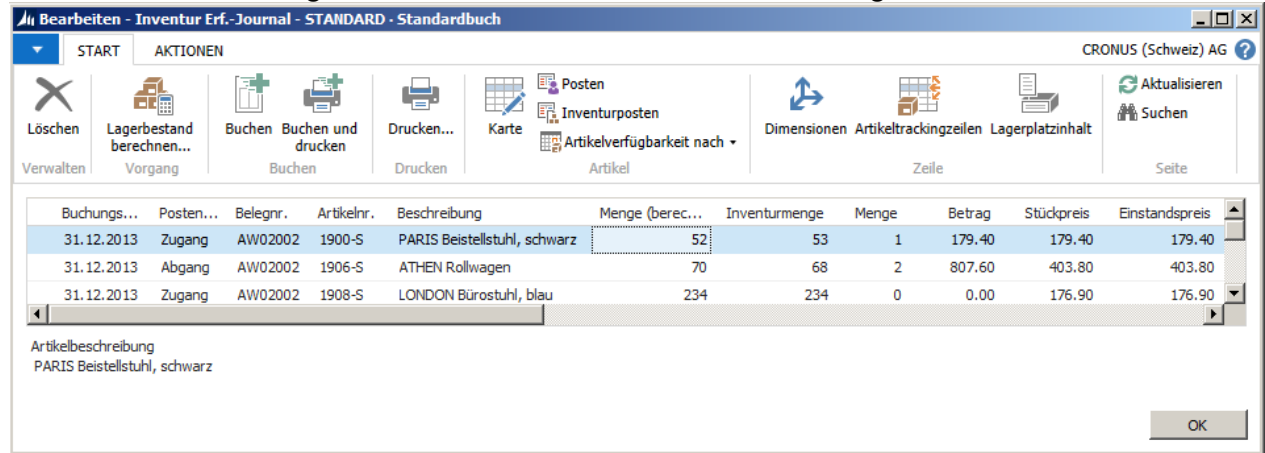 Bearbeiten - Inventur Erf.-Journal - STANDARD · Standardbuch
START AKTIONEN CRONUS (Schweiz) AG
Löschen Lagerbestand berechnen... Buchen Buchen und drucken Drucken... Karte Posten Inventurposten Artikelverfügbarkeit nach Dimensionen Artikeltrackingzeilen Lagerplatzinhalt Aktualisieren Suchen
Verwalten Vorgang Buchen Drucken Artikel Zeile Seite
Buchungs... Posten... Belegnr. Artikelnr. Beschreibung Menge (berec... Inventurmenge Menge Betrag Stückpreis Einstandspreis
31.12.2013 Zugang AW02002 1900-S PARIS Beistellstuhl, schwarz 52 53 1 179.40 179.40 179.40
31.12.2013 Abgang AW02002 1906-S ATHEN Rollwagen 70 68 2 807.60 403.80 403.80
31.12.2013 Zugang AW02002 1908-S LONDON Bürostuhl, blau 234 234 0 0.00 176.90 176.90
Artikelbeschreibung
PARIS Beistellstuhl, schwarz
OK